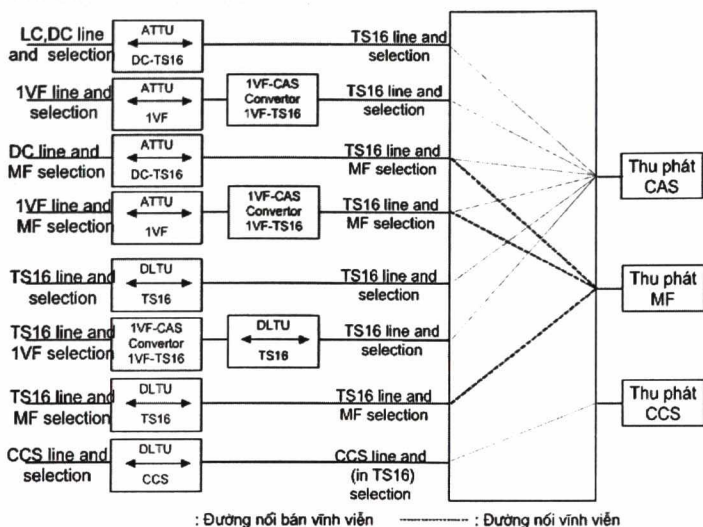 LC,DC line and selection
ATTU
DC-TS16
TS16 line and selection
1VF line and selection
ATTU
1VF
1VF-CAS Convertor 1VF-TS16
TS16 line and selection
DC line and MF selection
ATTU
DC-TS16
TS16 line and MF selection
1VF line and MF selection
ATTU
1VF
1VF-CAS Convertor 1VF-TS16
TS16 line and MF selection
TS16 line and selection
DLTU
TS16
TS16 line and selection
TS16 line and 1VF selection
1VF-CAS Convertor 1VF-TS16
DLTU
TS16
TS16 line and selection
TS16 line and MF selection
DLTU
TS16
TS16 line and MF selection
CCS line and selection
DLTU
CCS
CCS line and (in TS16) selection
Thu phát CAS
Thu phát MF
Thu phát CCS
: Đường nối bán vĩnh viễn
: Đường nối vĩnh viễn